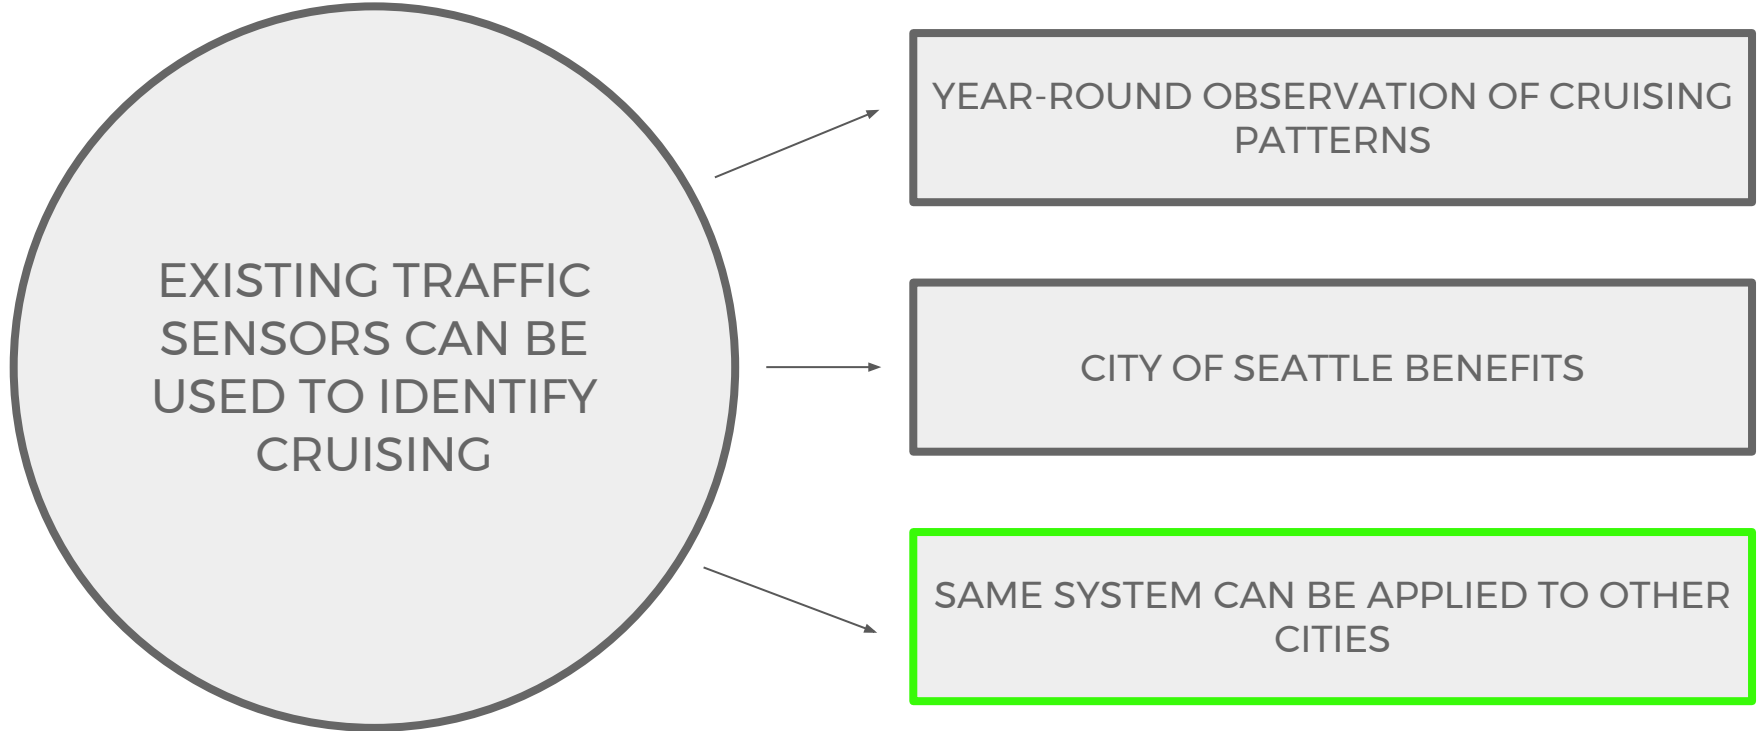 EXISTING TRAFFIC
SENSORS CAN BE
USED TO IDENTIFY
CRUISING
YEAR-ROUND OBSERVATION OF CRUISING
PATTERNS
CITY OF SEATTLE BENEFITS
SAME SYSTEM CAN BE APPLIED TO OTHER
CITIES